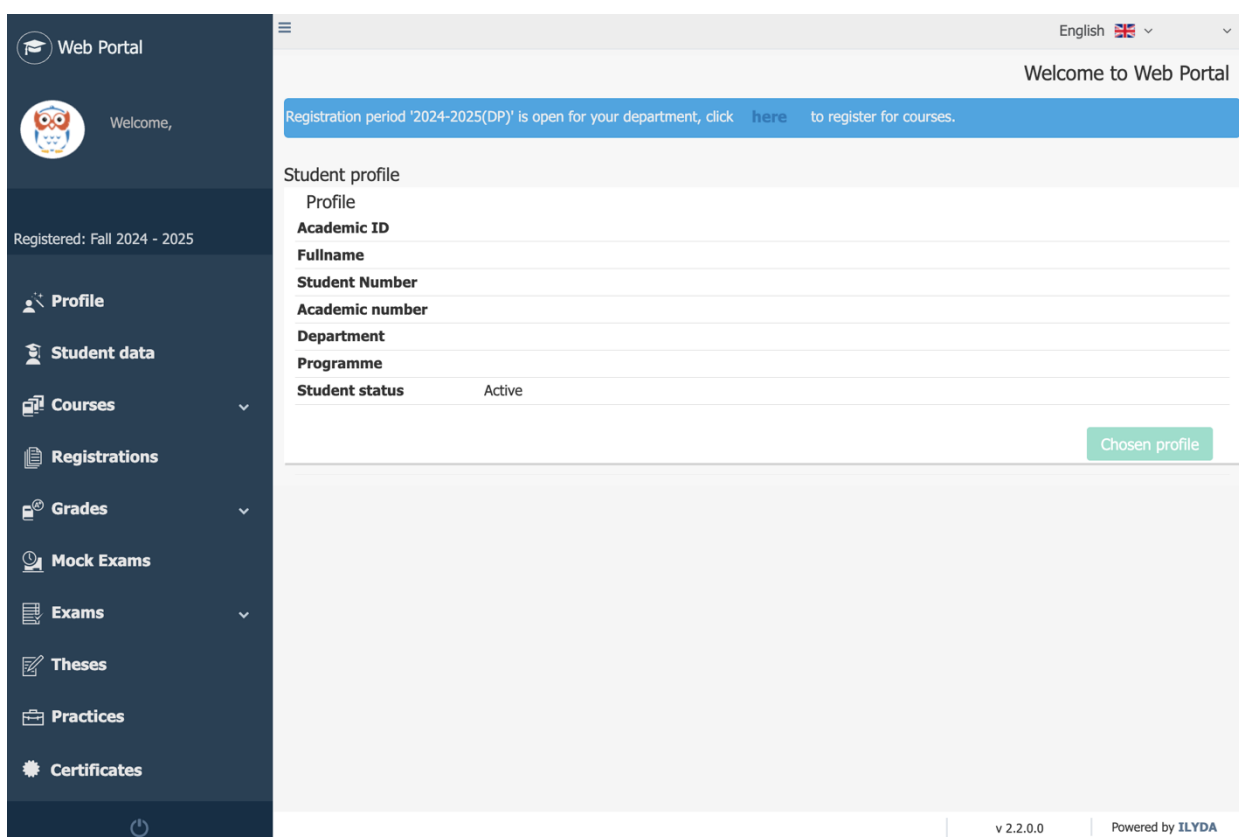 Web Portal
Welcome,
Registered: Fall 2024 - 2025
Profile
Student data
Courses
Registrations
Grades
Mock Exams
Exams
Theses
Practices
Certificates
English
Welcome to Web Portal
Registration period '2024-2025(DP)' is open for your department, click here to register for courses.
Student profile
Profile
Academic ID
Fullname
Student Number
Academic number
Department
Programme
Student status Active
Chosen profile
v 2.2.0.0 Powered by ILYDA